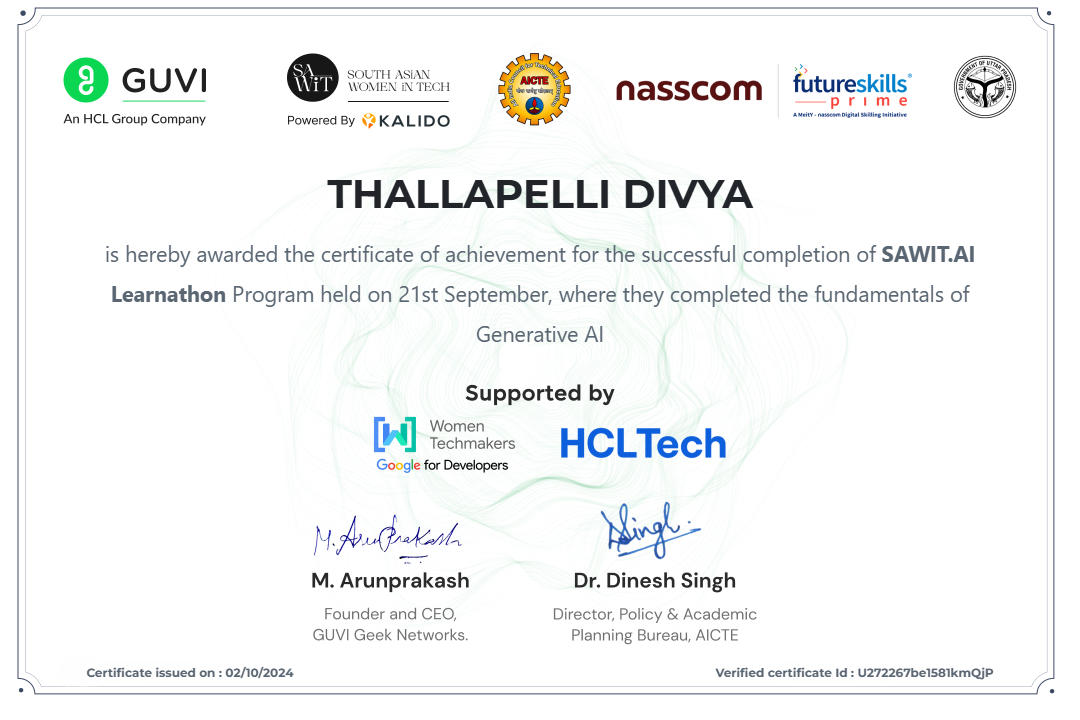 GUVI
An HCL Group Company
SA
WiT
SOUTH ASIAN
WOMEN IN TECH
Powered By KALIDO
AICTE
nasscom
futureskills®
prime
A MeitY - nasscom Digital Skilling Initiative
GOVERNMENT OF UTTAR PRADESH
THALLAPELLI DIVYA
is hereby awarded the certificate of achievement for the successful completion of SAWIT.AI
Learnathon Program held on 21st September, where they completed the fundamentals of
Generative AI
Supported by
Women
Techmakers
Google for Developers
HCLTech
M. ArunPrakash
DSingh.
M. Arunprakash
Founder and CEO,
GUVI Geek Networks.
Dr. Dinesh Singh
Director, Policy & Academic
Planning Bureau, AICTE
Certificate issued on : 02/10/2024
Verified certificate Id : U272267be1581kmQjP